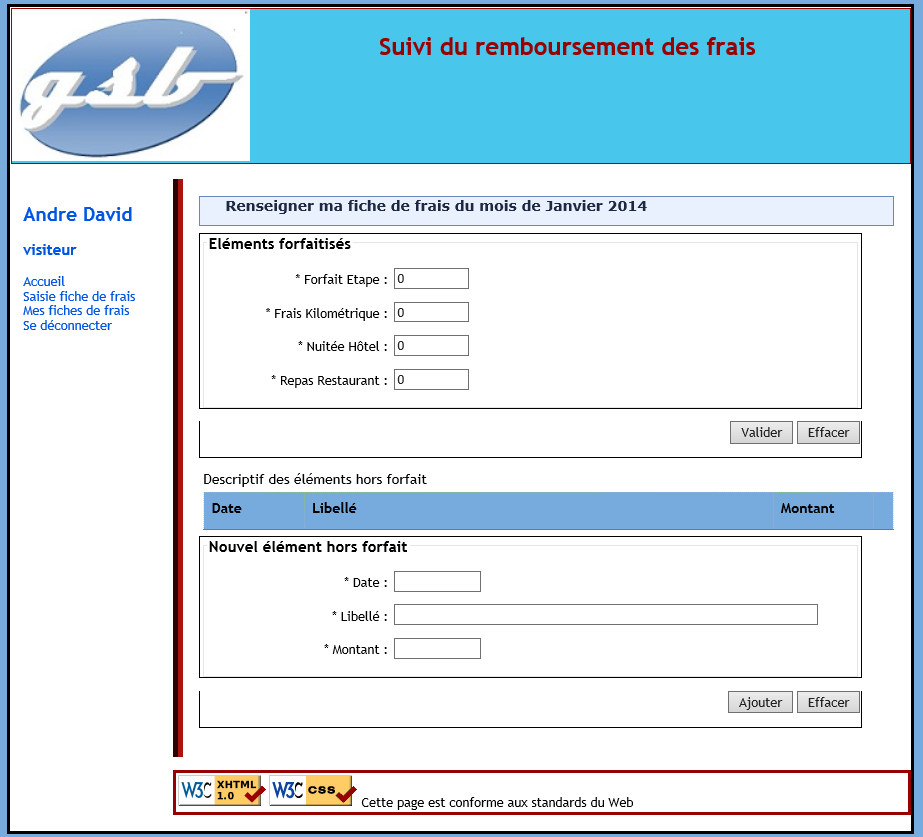 gsb
Suivi du remboursement des frais
Andre David
visiteur
Accueil
Saisie fiche de frais
Mes fiches de frais
Se déconnecter
Renseigner ma fiche de frais du mois de Janvier 2014
Eléments forfaitisés
* Forfait Etape : 0
* Frais Kilométrique : 0
* Nuitée Hôtel : 0
* Repas Restaurant : 0
Valider Effacer
Descriptif des éléments hors forfait
Date Libellé Montant
Nouvel élément hors forfait
* Date :
* Libellé :
* Montant :
Ajouter Effacer
W3C XHTML 1.0 W3C CSS Cette page est conforme aux standards du Web